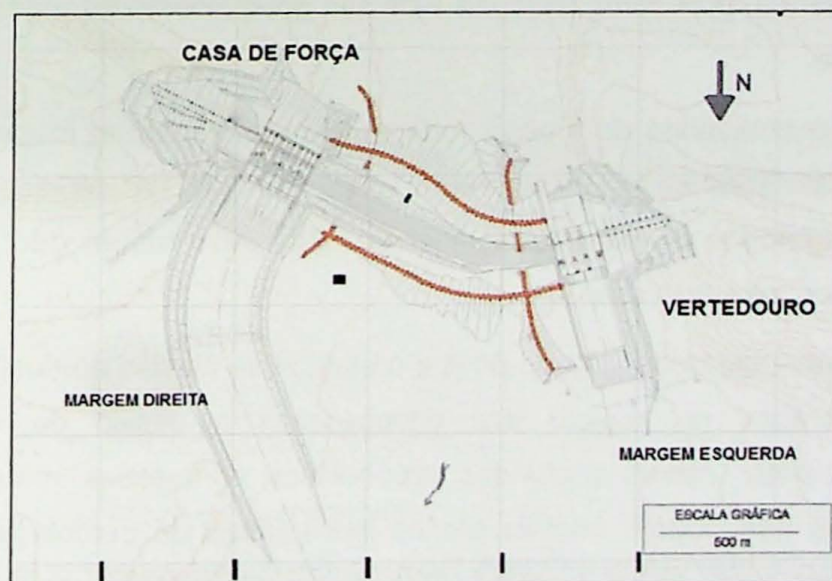 CASA DE FORÇA
N
VERTEDOURO
MARGEM DIREITA
MARGEM ESQUERDA
ESCALA GRÁFICA
500 m